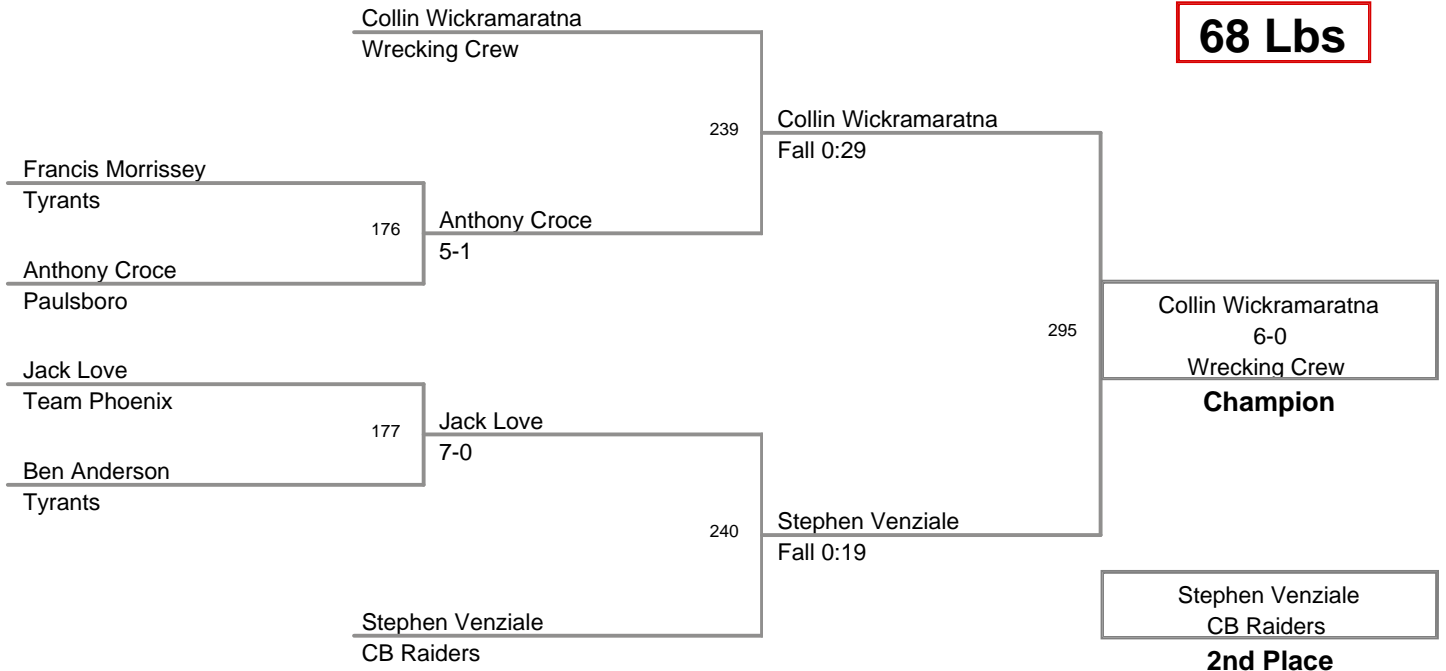 Collin Wickramaratna
Wrecking Crew
68 Lbs
239
Collin Wickramaratna
Fall 0:29
Francis Morrissey
Tyrants
176
Anthony Croce
5-1
Anthony Croce
Paulsboro
295
Collin Wickramaratna
6-0
Wrecking Crew
Champion
Jack Love
Team Phoenix
177
Jack Love
7-0
Ben Anderson
Tyrants
240
Stephen Venziale
Fall 0:19
Stephen Venziale
CB Raiders
Stephen Venziale
CB Raiders
2nd Place